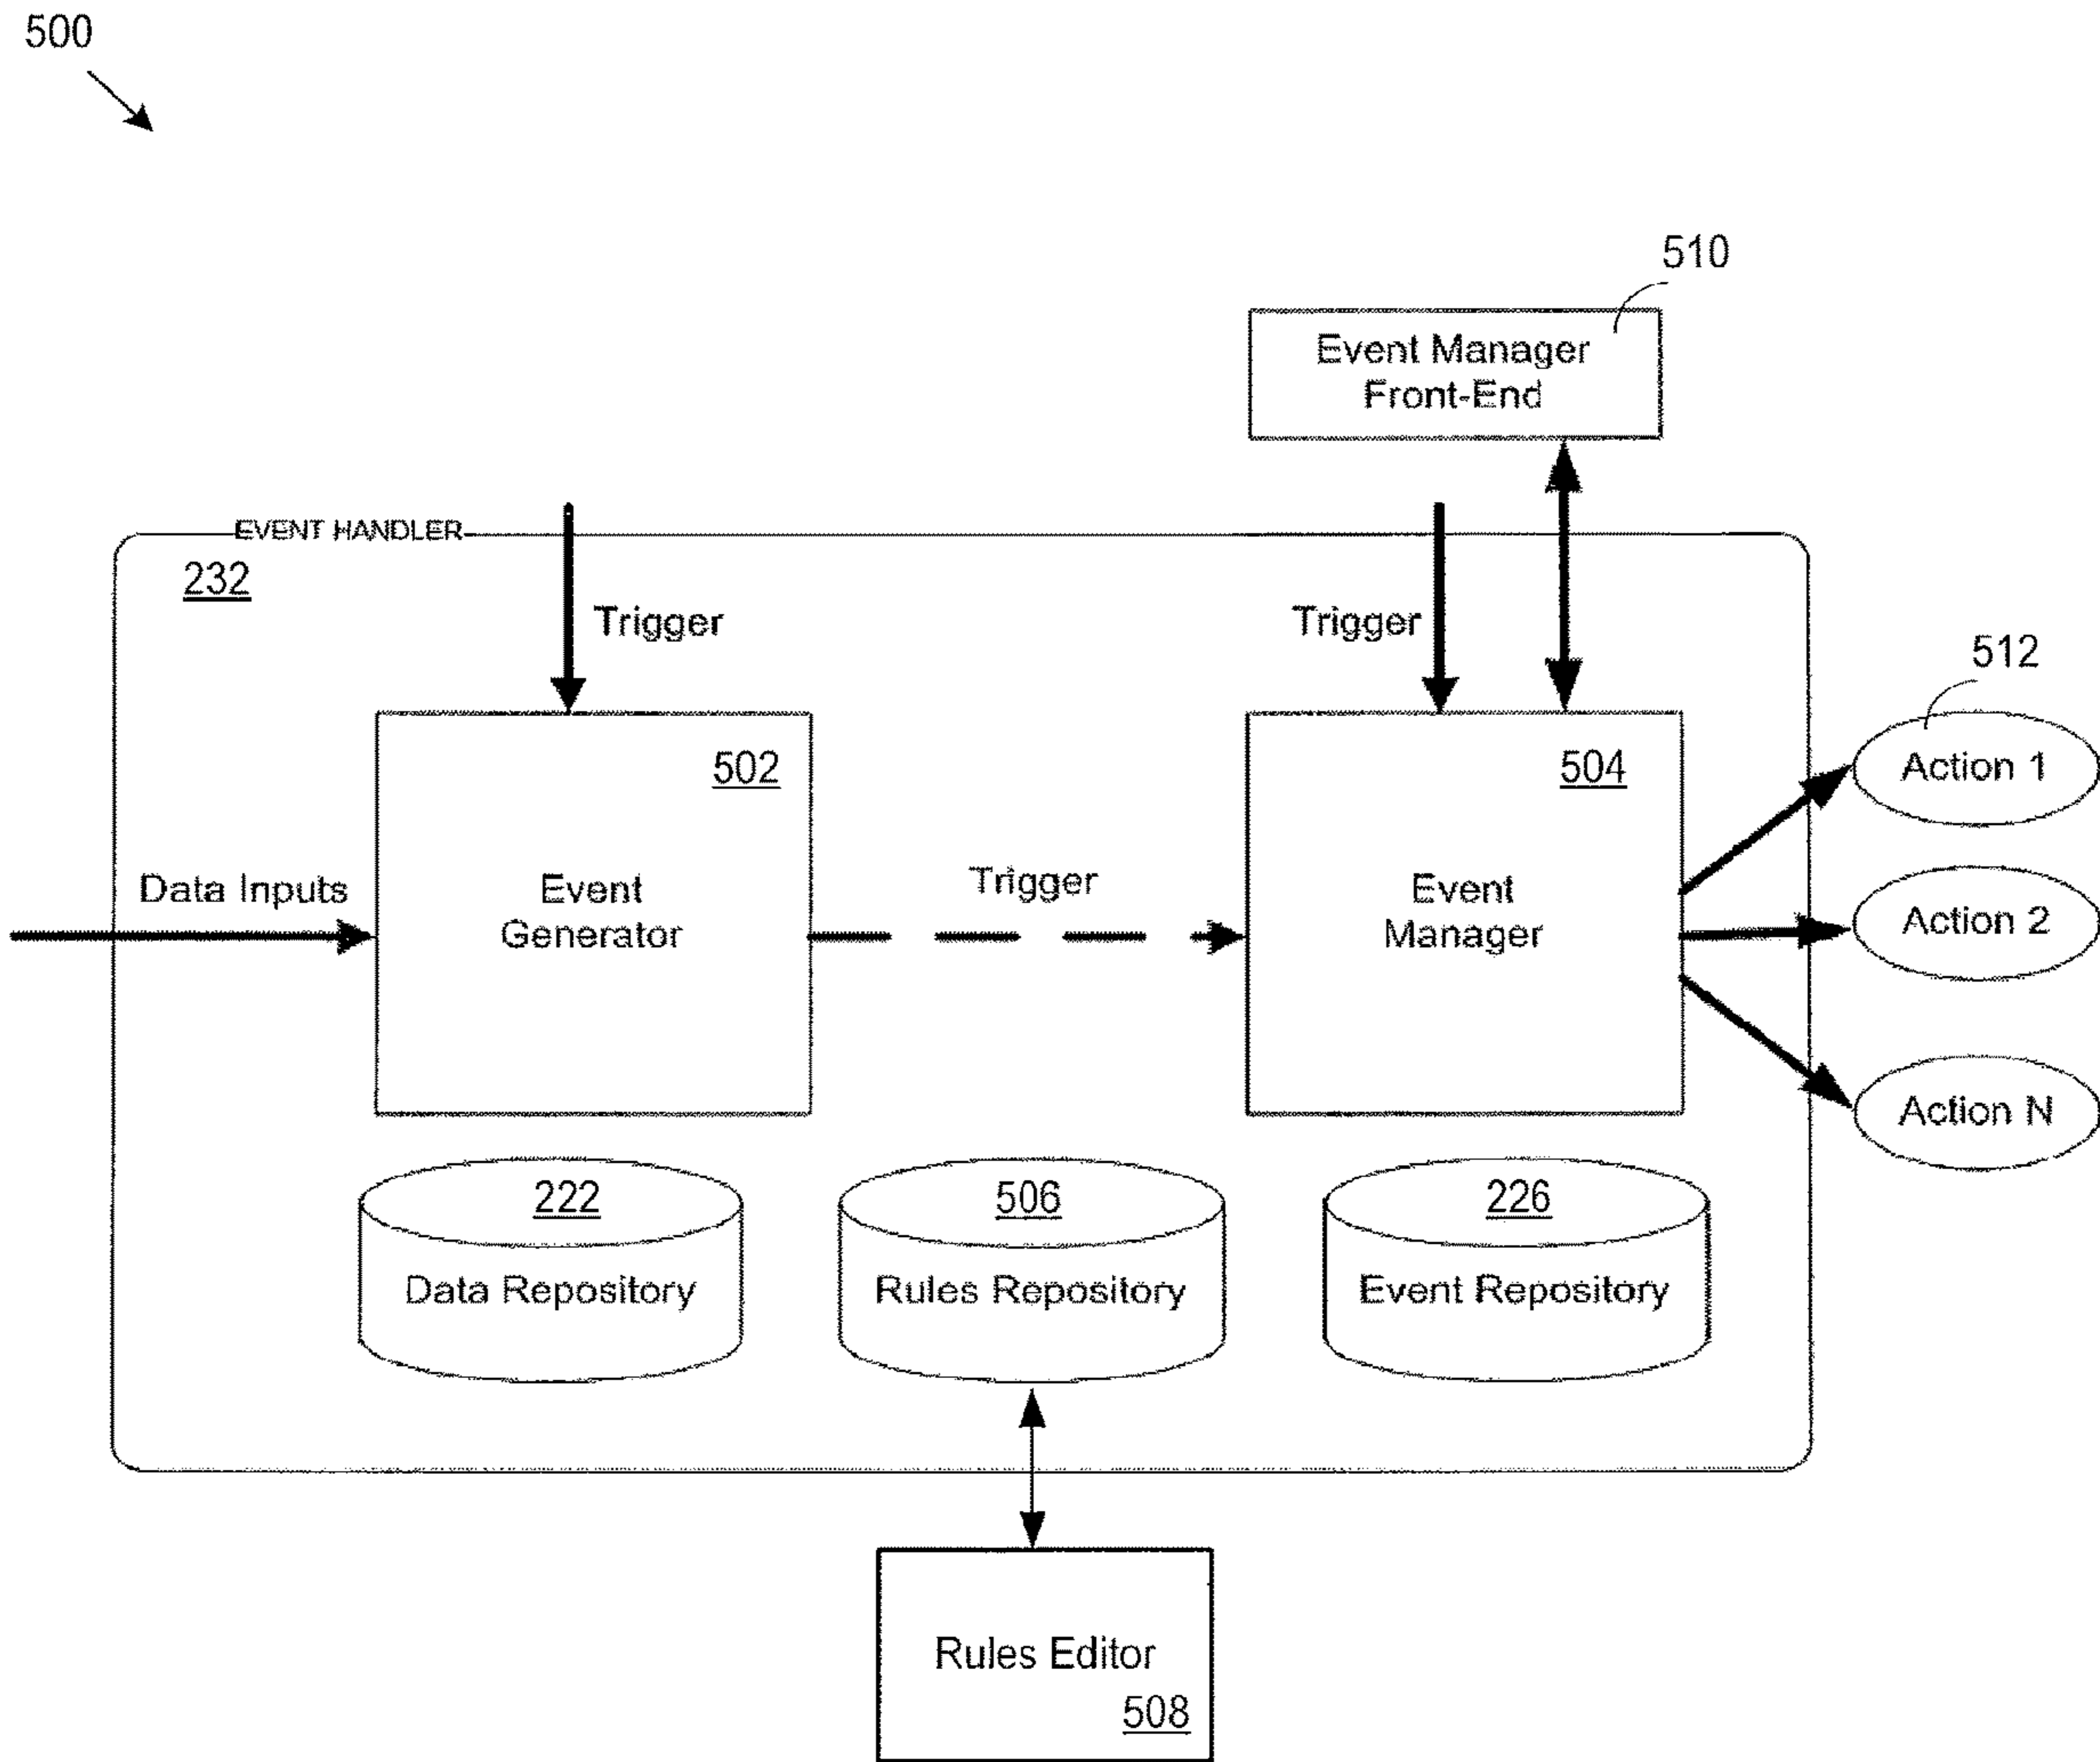 500
510
Event Manager
Front-End
EVENT HANDLER
232
Trigger
Trigger
512
502
504
Action 1
Data Inputs
Event
Generator
Trigger
Event
Manager
Action 2
Action N
222
506
226
Data Repository
Rules Repository
Event Repository
Rules Editor
508